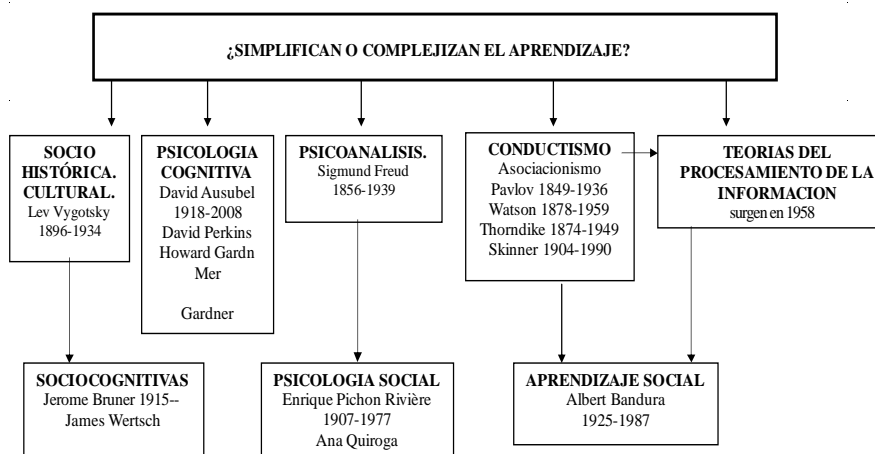 ¿SIMPLIFICAN O COMPLEJIZAN EL APRENDIZAJE?
SOCIO
HISTÓRICA.
CULTURAL.
Lev Vygotsky
1896-1934
PSICOLOGIA
COGNITIVA
David Ausubel
1918-2008
David Perkins
Howard Gardn
Mer
Gardner
PSICOANALISIS.
Sigmund Freud
1856-1939
CONDUCTISMO
Asociacionismo
Pavlov 1849-1936
Watson 1878-1959
Thorndike 1874-1949
Skinner 1904-1990
TEORIAS DEL
PROCESAMIENTO DE LA
INFORMACION
surgen en 1958
SOCIOCOGNITIVAS
Jerome Bruner 1915--
James Wertsch
PSICOLOGIA SOCIAL
Enrique Pichon Rivière
1907-1977
Ana Quiroga
APRENDIZAJE SOCIAL
Albert Bandura
1925-1987